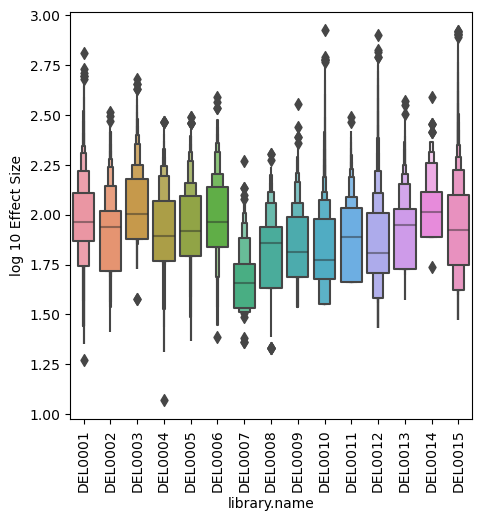 3.00
2.75
2.50
2.25
2.00
1.75
1.50
1.25
1.00
log 10 Effect Size
DEL0001
DEL0002
DEL0003
DEL0004
DEL0005
DEL0006
DEL0007
DEL0008
DEL0009
DEL0010
DEL0011
DEL0012
DEL0013
DEL0014
DEL0015
library.name